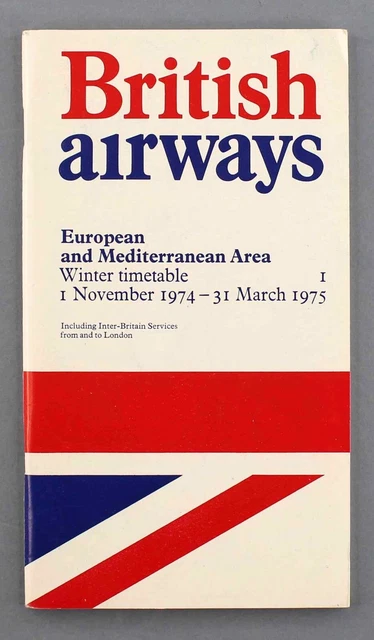 British
airways
European
and Mediterranean Area
Winter timetable 1
1 November 1974 – 31 March 1975
Including Inter-Britain Services
from and to London